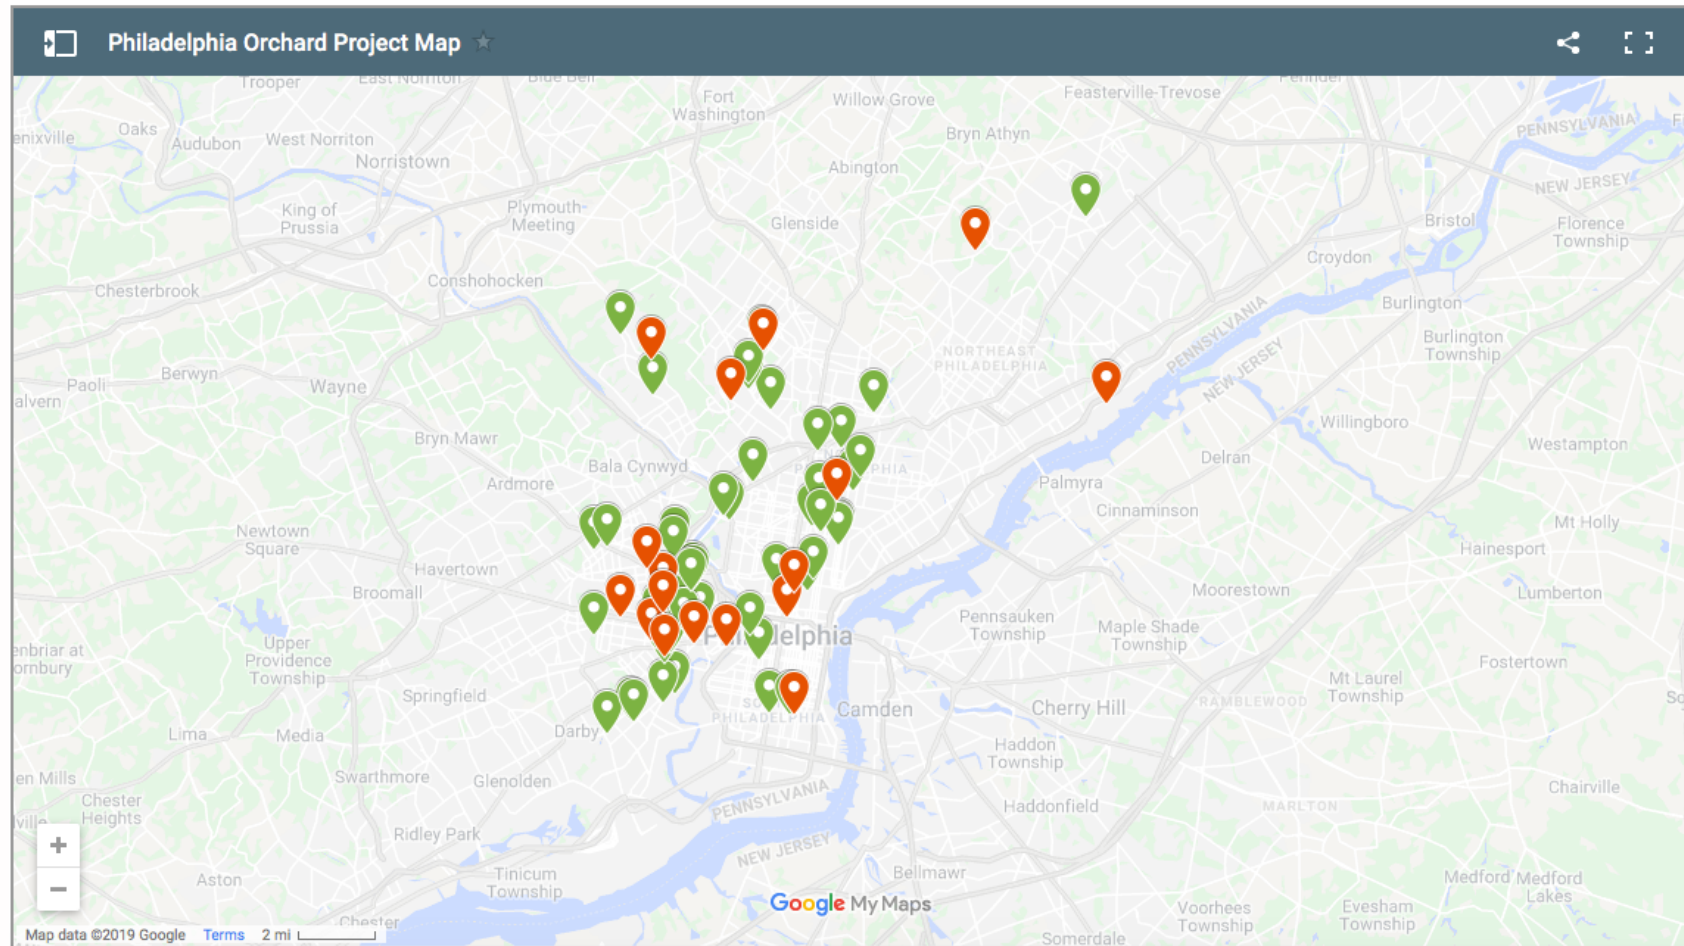 Philadelphia Orchard Project Map
Trooper
East Norriton
Blue Bell
Penndel
Fort
Washington
Willow Grove
Feasterville-Trevose
Oaks
Audubon
West Norriton
Norristown
Bryn Athyn
PENNSYLVANIA
Abington
NEW JERSEY
King of
Prussia
Plymouth-
Meeting
Glenside
Bristol
Florence
Township
Croydon
Chesterbrook
Conshohocken
Burlington
PENNSYLVANIA
NEW JERSEY
Burlington
Township
NORTHEAST
PHILADELPHIA
Paoli
Berwyn
Wayne
alvern
Bryn Mawr
Willingboro
Westampton
Bala Cynwyd
Ardmore
Delran
Palmyra
Cinnaminson
Mt Holly
Newtown
Square
Havertown
Hainesport
Broomall
Moorestown
Lumberton
Pennsauken
Township
Maple Shade
Township
Philadelphia
Upper
Providence
Township
enbriar at
ornbury
Fostertown
Springfield
Mt Laurel
Township
RAMBLEWOOD
PHILADELPHIA
Camden
Cherry Hill
Lima
Media
Darby
Haddon
Township
en Mills
Swarthmore
Glenolden
Chester
Heights
PENNSYLVANIA
Chairville
Haddonfield
MARLTON
Ridley Park
NEW JERSEY
Aston
Tinicum
Township
Bellmawr
Medford
Medford
Lakes
Google My Maps
Voorhees
Township
Evesham
Township
Chester
Somerdale
Map data ©2019 Google Terms 2 mi